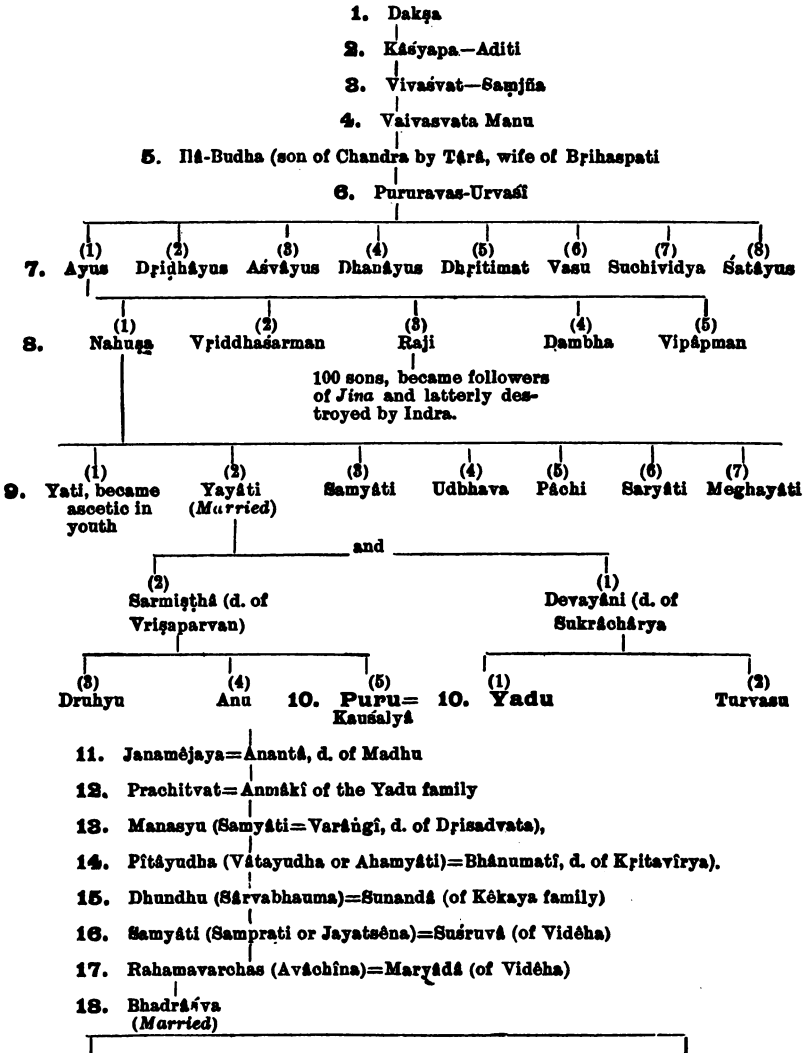 1. Dakṣa
2. Kâśyapa—Aditi
3. Vivaśvat—Saṃjña
4. Vaivasvata Manu
5. Ilâ-Budha (son of Chandra by Târâ, wife of Bṛihaspati
6. Pururavas-Urvaśî
(1) (2) (3) (4) (5) (6) (7) (8)
7. Ayus Dṛiḍhâyus Aśvâyus Dhanâyus Dhṛitimat Vasu Suchividya Śatâyus
(1) (2) (3) (4) (5)
8. Nahuṣa Vṛiddhaśarman Raji Ḍambha Vipâpman
100 sons, became followers
of Jina and latterly des-
troyed by Indra.
(1) (2) (3) (4) (5) (6) (7)
9. Yati, became Yayâti Samyâti Udbhava Pâchi Saryâti Meghayâti
ascetic in (Married)
youth
and
(2) (1)
Sarmiṣṭhâ (d. of Devayâni (d. of
Vriṣaparvan) Sukrâchârya
(3) (4) (5) (1) (2)
Druhyu Anu 10. Puru= 10. Yadu Turvasu
Kauśalyâ
11. Janamêjaya=Anantâ, d. of Madhu
12. Prachitvat=Anmâkî of the Yadu family
13. Manasyu (Samyâti=Varâṅgî, d. of Dṛisadvata),
14. Pîtâyudha (Vâtayudha or Ahamyâti)=Bhânumatî, d. of Kṛitavîrya).
15. Dhundhu (Sârvabhauma)=Sunandâ (of Kêkaya family)
16. Samyâti (Samprati or Jayatsêna)=Suśruvâ (of Vidêha)
17. Rahamavarchas (Avâchîna)=Maryâdâ (of Vidêha)
18. Bhadrâśva
(Married)